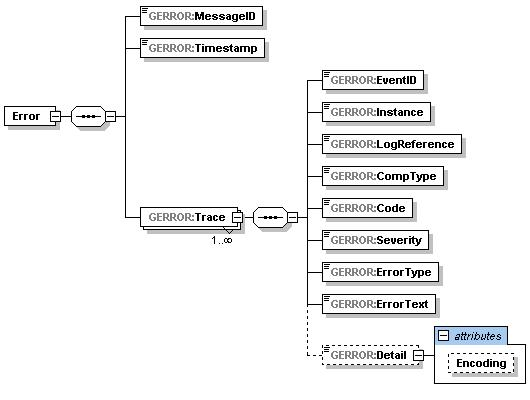 GERROR:MessageID
GERROR:Timestamp
GERROR:EventID
GERROR:Instance
Error
GERROR:LogReference
GERROR:CompType
GERROR:Trace
GERROR:Code
1..∞
GERROR:Severity
GERROR:ErrorType
GERROR:ErrorText
attributes
GERROR:Detail
Encoding